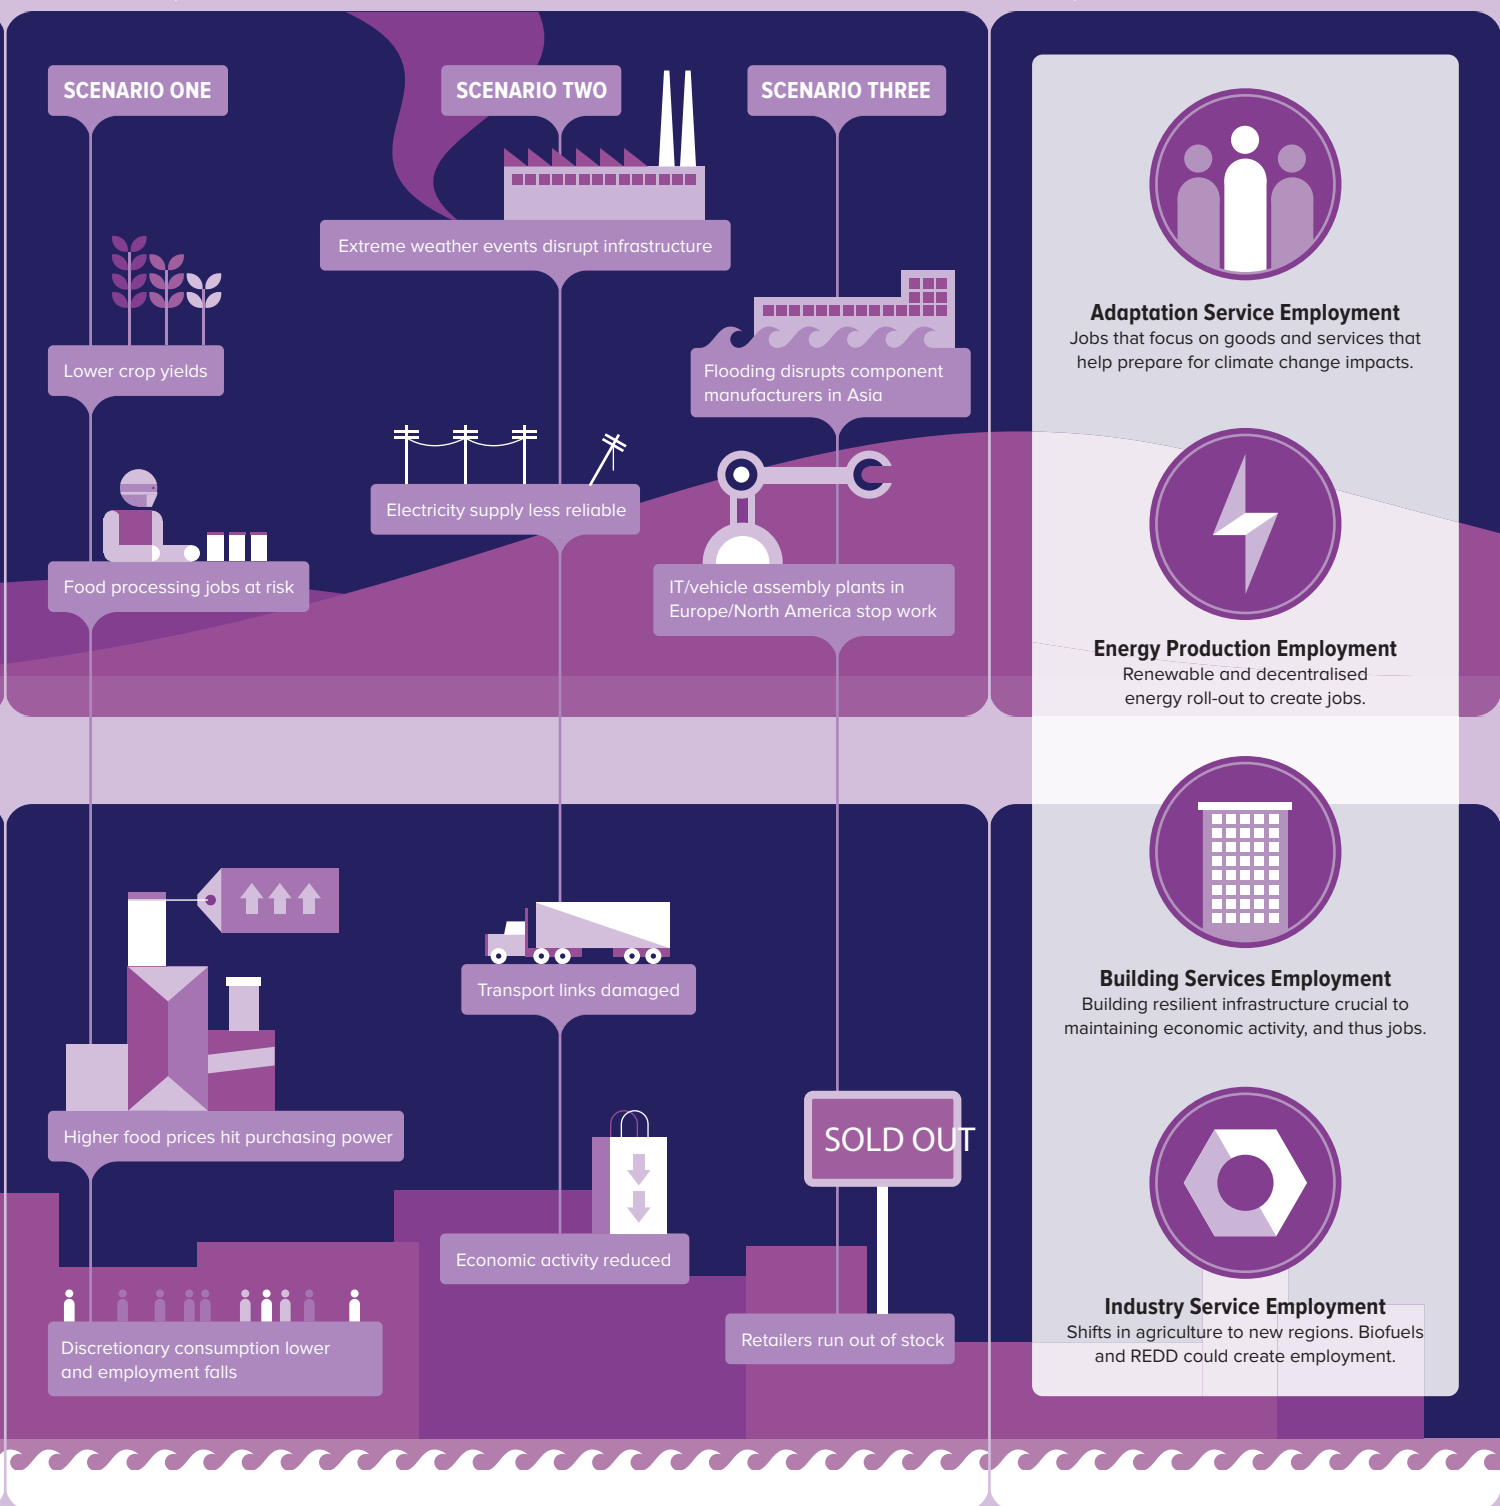 SCENARIO ONE
Lower crop yields
Food processing jobs at risk
Higher food prices hit purchasing power
Discretionary consumption lower
and employment falls
SCENARIO TWO
Extreme weather events disrupt infrastructure
Electricity supply less reliable
Transport links damaged
Economic activity reduced
SCENARIO THREE
Flooding disrupts component
manufacturers in Asia
IT/vehicle assembly plants in
Europe/North America stop work
SOLD OUT
Retailers run out of stock
Adaptation Service Employment
Jobs that focus on goods and services that
help prepare for climate change impacts.
Energy Production Employment
Renewable and decentralised
energy roll-out to create jobs.
Building Services Employment
Building resilient infrastructure crucial to
maintaining economic activity, and thus jobs.
Industry Service Employment
Shifts in agriculture to new regions. Biofuels
and REDD could create employment.